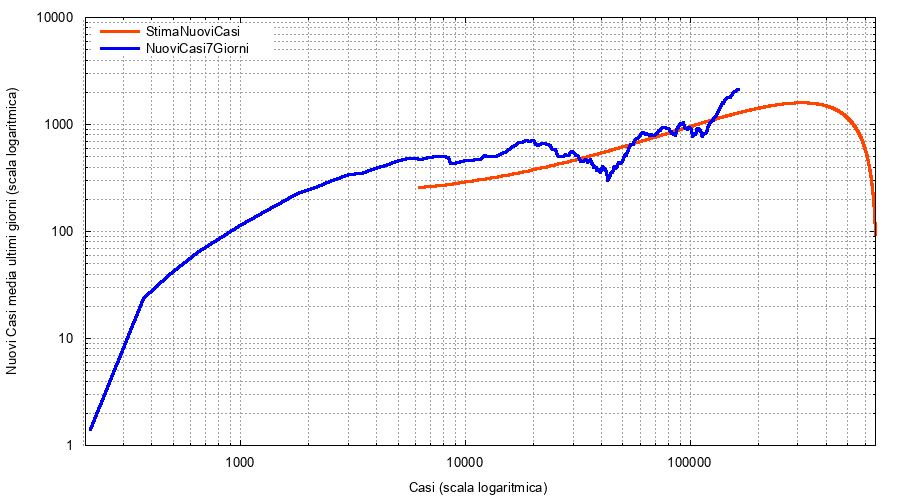 10000
StimaNuoviCasi
NuoviCasi7Giorni
1000
100
10
1
Nuovi Casi media ultimi giorni (scala logaritmica)
1000
10000
100000
Casi (scala logaritmica)